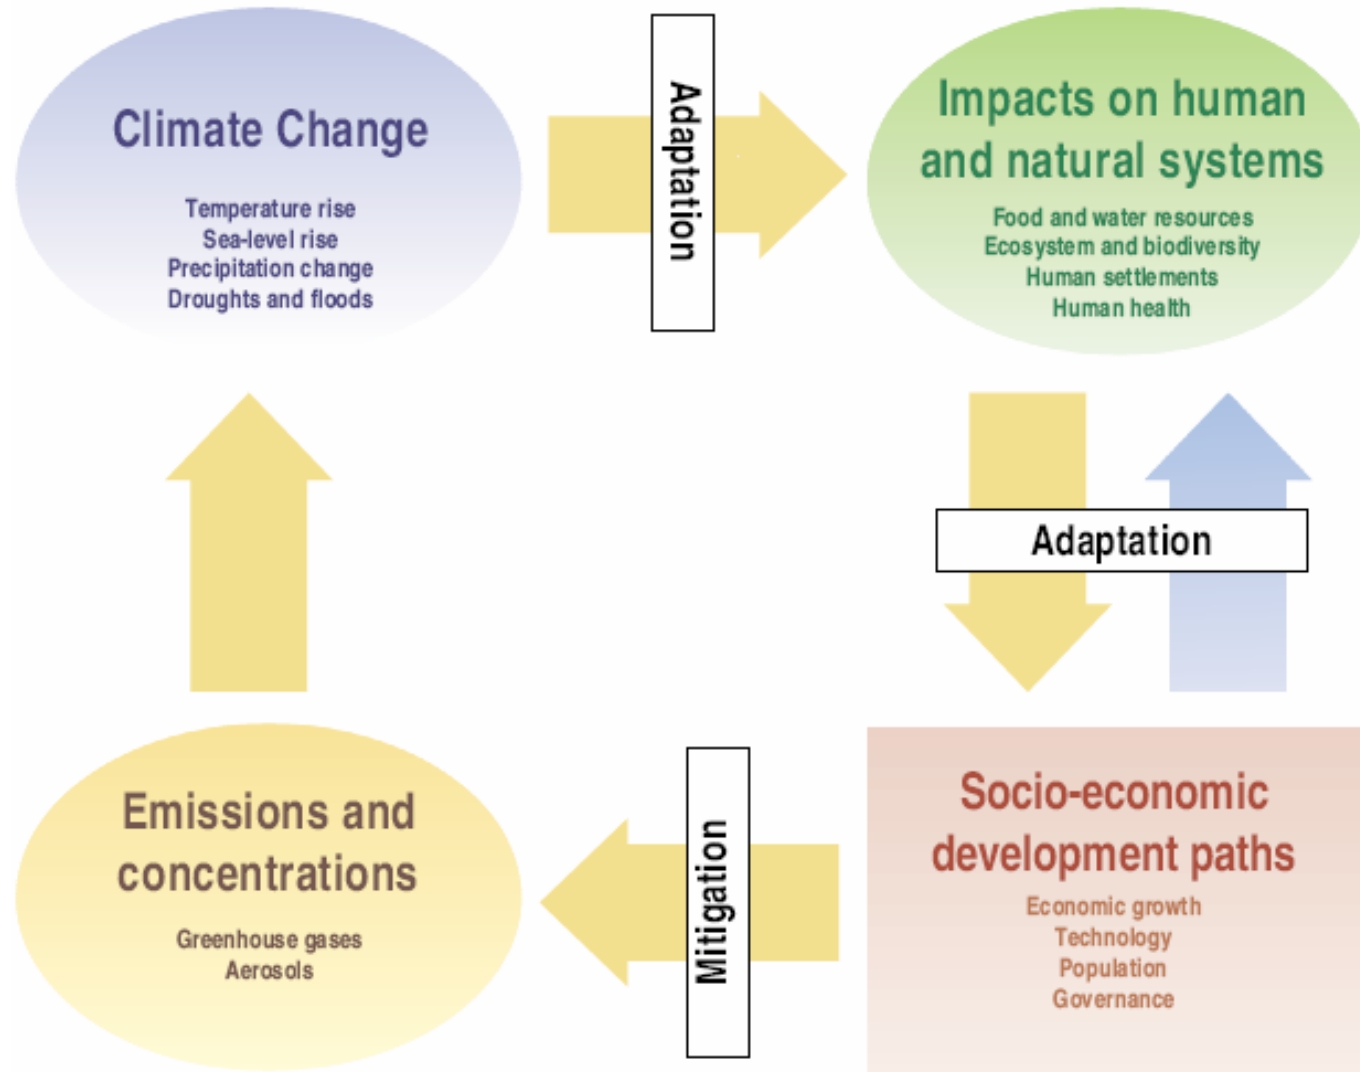 Climate Change
Temperature rise
Sea-level rise
Precipitation change
Droughts and floods
Adaptation
Impacts on human
and natural systems
Food and water resources
Ecosystem and biodiversity
Human settlements
Human health
Adaptation
Emissions and
concentrations
Greenhouse gases
Aerosols
Mitigation
Socio-economic
development paths
Economic growth
Technology
Population
Governance